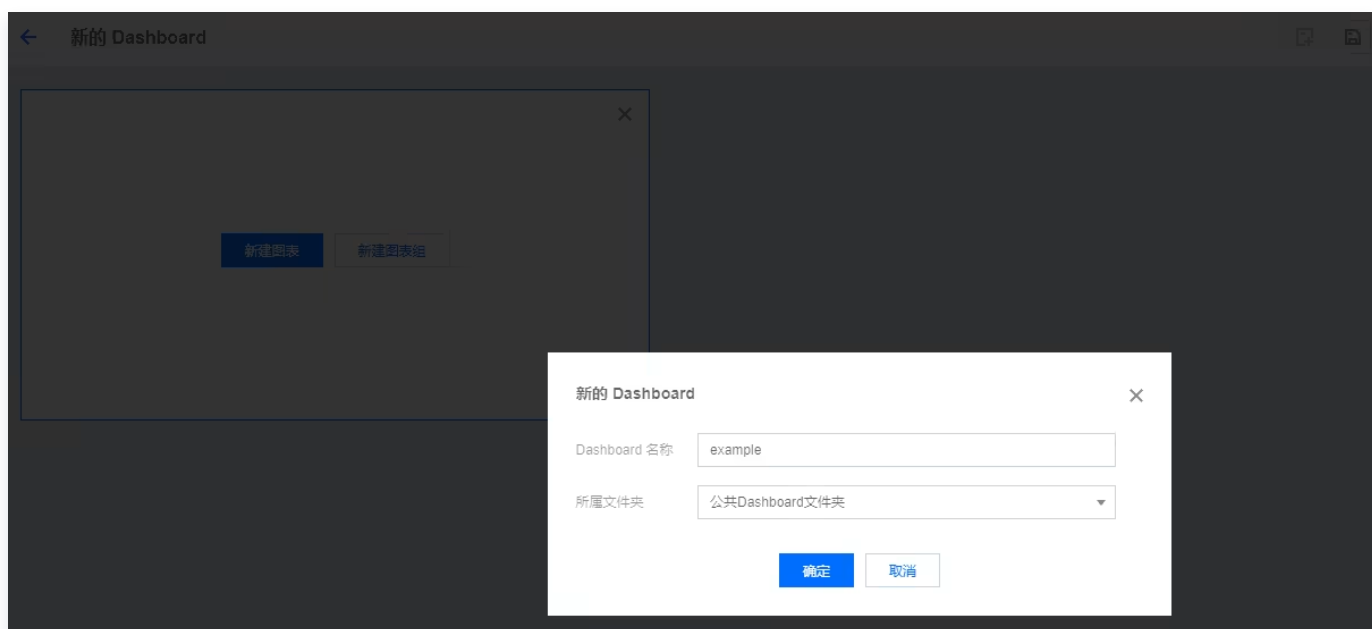 新的 Dashboard
新建图表 新建图表组
新的 Dashboard
Dashboard 名称 example
所属文件夹 公共Dashboard文件夹
确定 取消